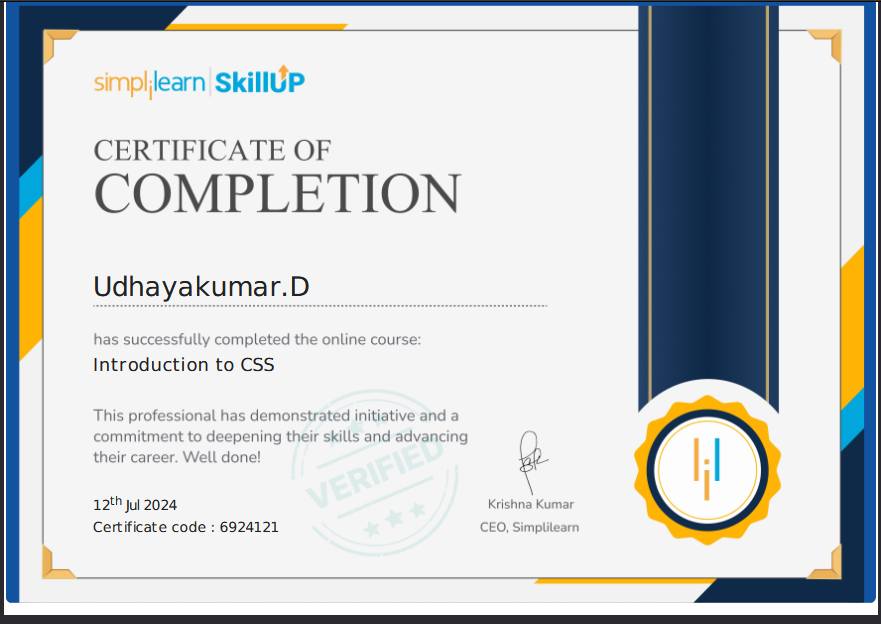 simplilearn | SkillUP
CERTIFICATE OF
COMPLETION
Udhayakumar.D
has successfully completed the online course:
Introduction to CSS
This professional has demonstrated initiative and a
commitment to deepening their skills and advancing
their career. Well done!
VERIFIED
12th Jul 2024
Certificate code : 6924121
Krishna Kumar
CEO, Simplilearn